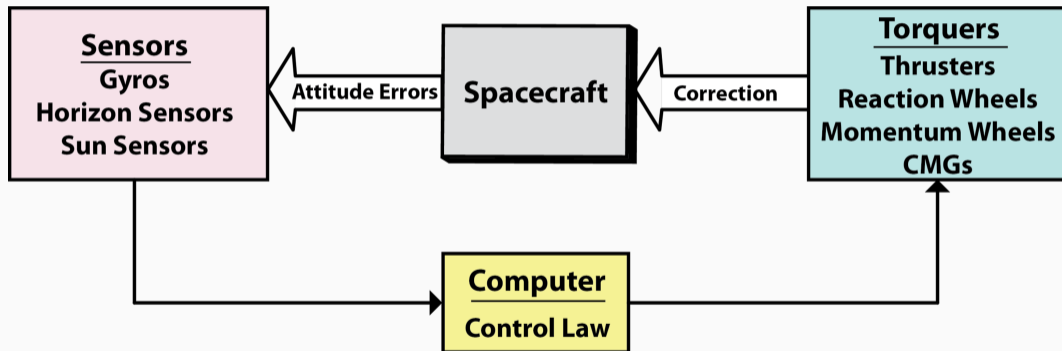 Sensors
Gyros
Horizon Sensors
Sun Sensors
Attitude Errors
Spacecraft
Correction
Torquers
Thrusters
Reaction Wheels
Momentum Wheels
CMGs
Computer
Control Law